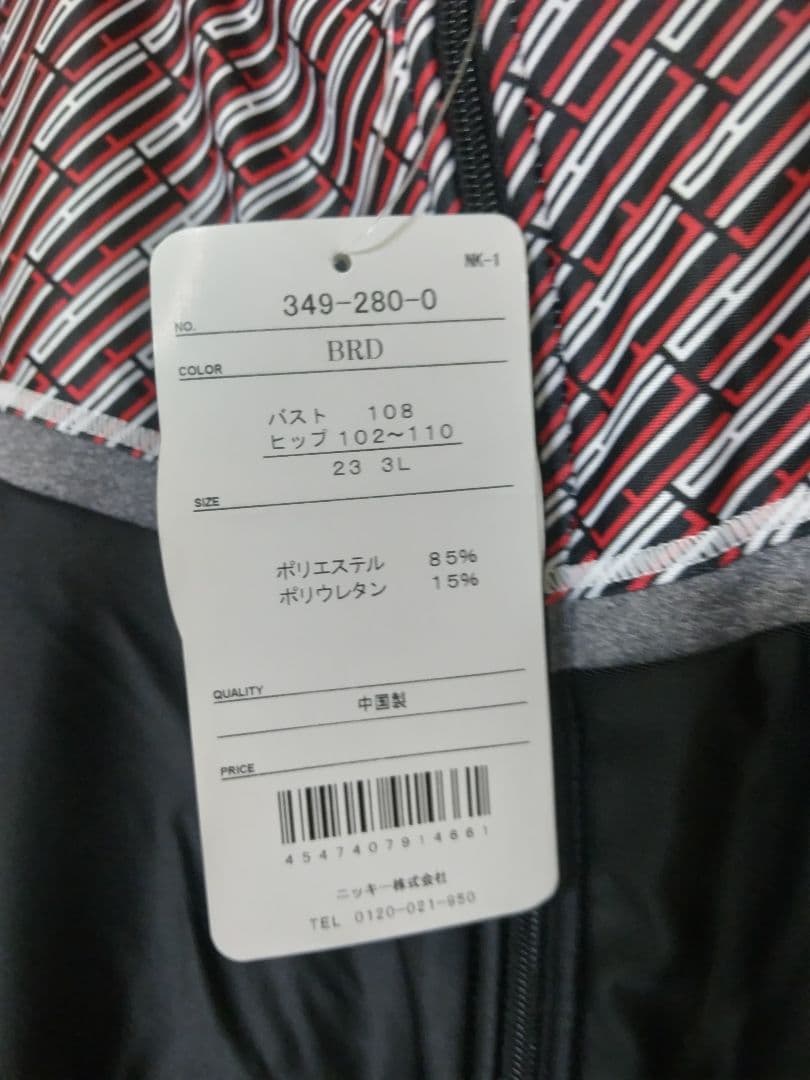 NK-1
NO. 349-280-0
COLOR BRD
バスト 108
ヒップ 102～110
23 3L
SIZE
ポリエステル 85%
ポリウレタン 15%
QUALITY
中国製
PRICE
4547407914661
ニッキー株式会社
TEL 0120-021-950